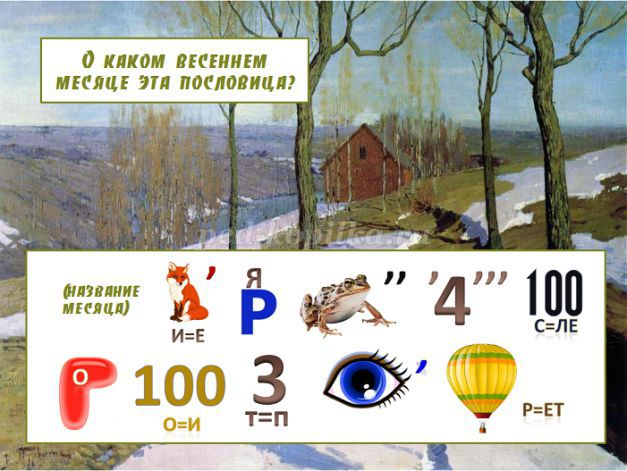 О КАКОМ ВЕСЕННЕМ
МЕСЯЦЕ ЭТА ПОСЛОВИЦА?
(НАЗВАНИЕ
МЕСЯЦА)
’
И=Е
Я
Р
’’
’4’’’
100
С=ЛЕ
Г
О
100
О=И
3
Т=П
’
Р=ЕТ